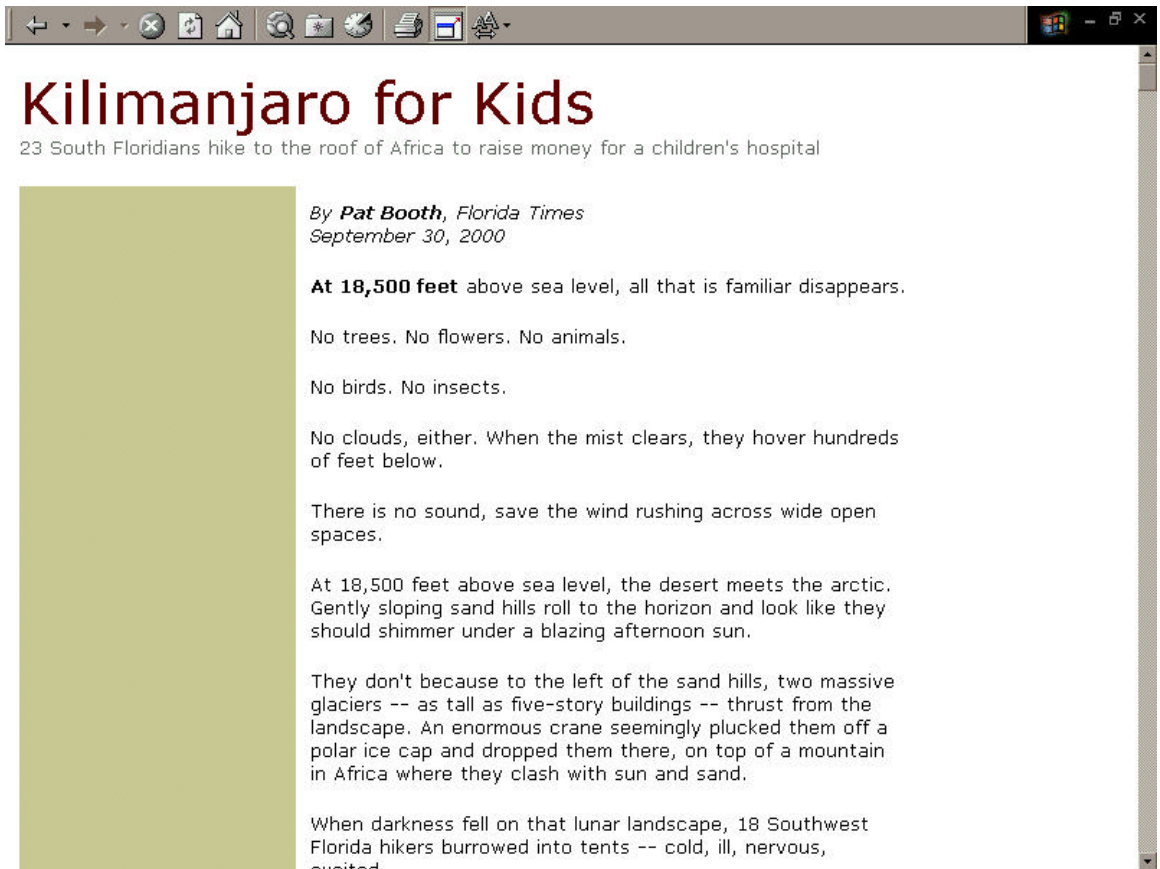 Kilimanjaro for Kids
23 South Floridians hike to the roof of Africa to raise money for a children's hospital
By Pat Booth, Florida Times
September 30, 2000
At 18,500 feet above sea level, all that is familiar disappears.
No trees. No flowers. No animals.
No birds. No insects.
No clouds, either. When the mist clears, they hover hundreds
of feet below.
There is no sound, save the wind rushing across wide open
spaces.
At 18,500 feet above sea level, the desert meets the arctic.
Gently sloping sand hills roll to the horizon and look like they
should shimmer under a blazing afternoon sun.
They don't because to the left of the sand hills, two massive
glaciers -- as tall as five-story buildings -- thrust from the
landscape. An enormous crane seemingly plucked them off a
polar ice cap and dropped them there, on top of a mountain
in Africa where they clash with sun and sand.
When darkness fell on that lunar landscape, 18 Southwest
Florida hikers burrowed into tents -- cold, ill, nervous,